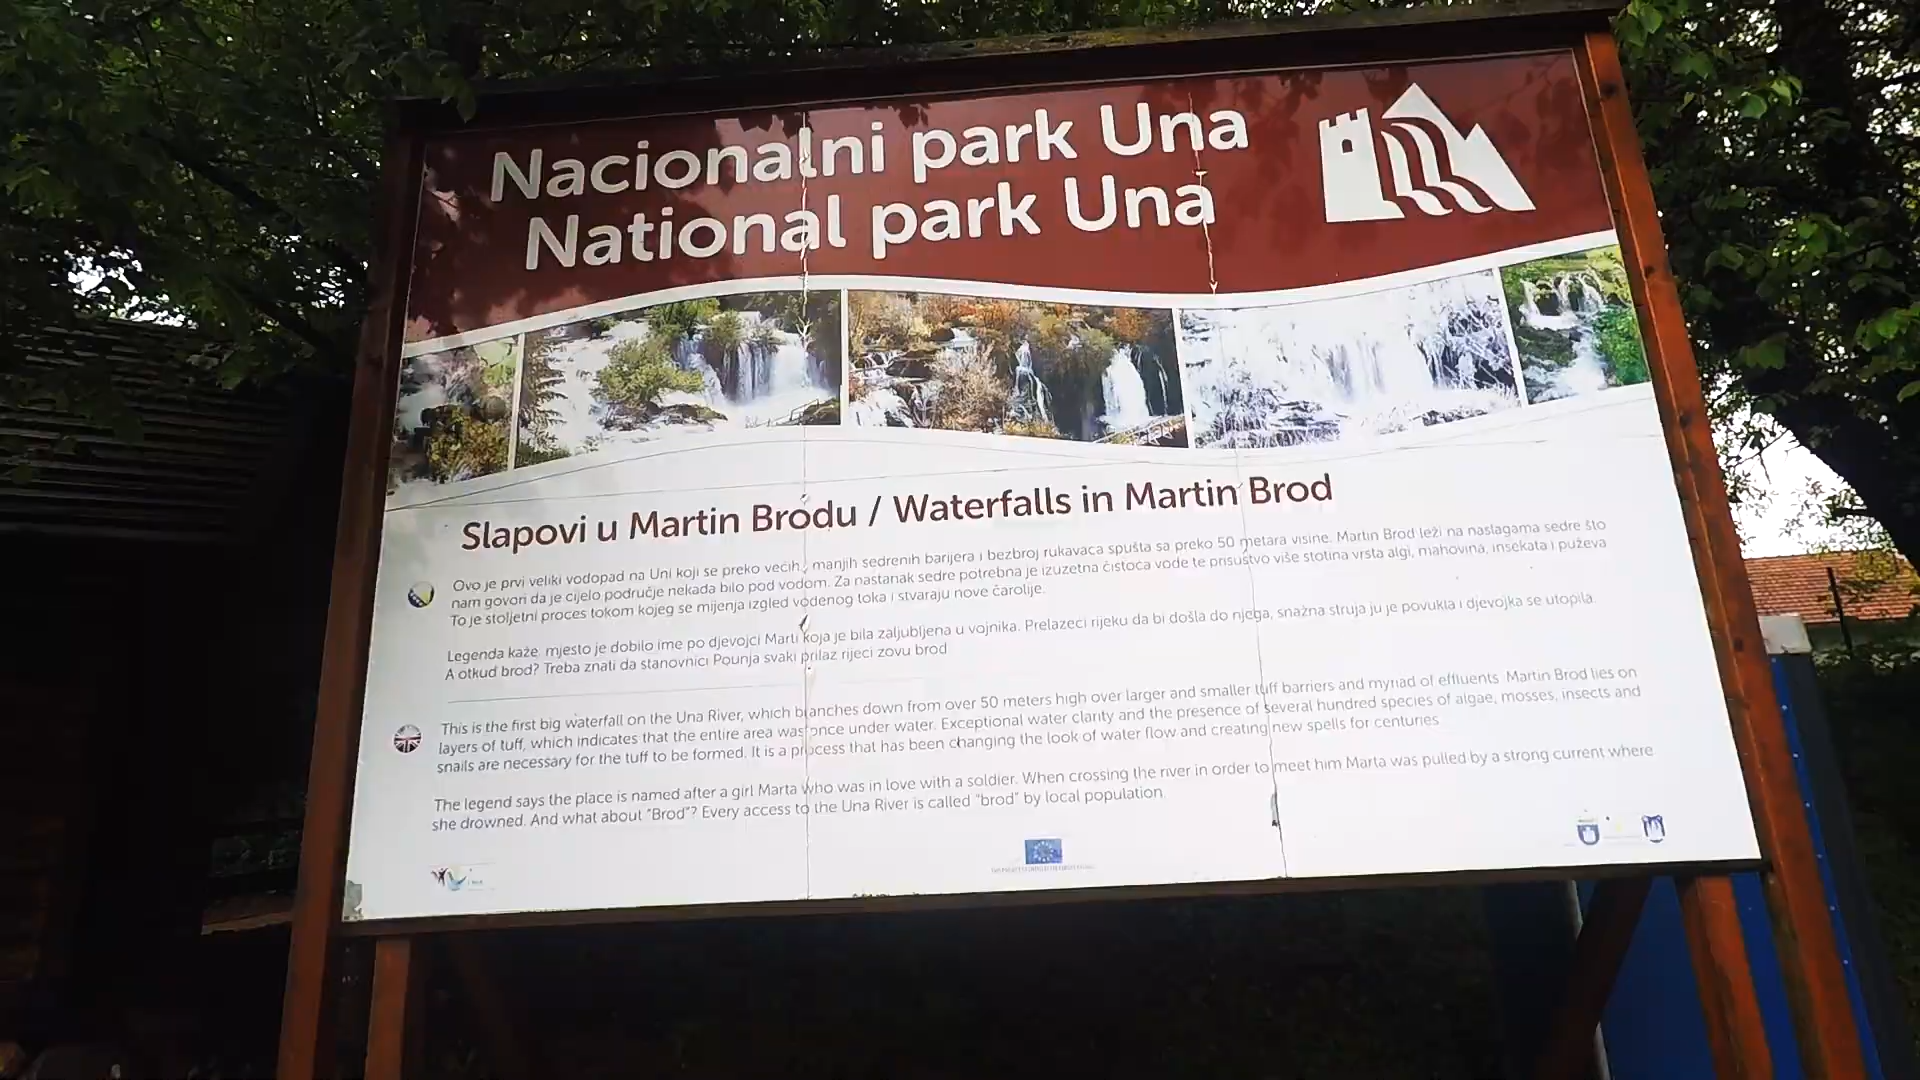 Nacionalni park Una
National park Una
Slapovi u Martin Brodu / Waterfalls in Martin Brod
Ovo je prvi veliki vodopad na Uni koji se preko većih, manjih sedrenih barijera i bezbroj rukavaca spušta sa preko 50 metara visine. Martin Brod leži na naslagama sedre što
nam govori da je cijelo područje nekada bilo pod vodom. Za nastanak sedre potrebna je izuzetna čistoća vode te prisustvo više stotina vrsta algi, mahovina, insekata i puževa
To je stoljetni proces tokom kojeg se mijenja izgled vodenog toka i stvaraju nove čarolije.
Legenda kaže, mjesto je dobilo ime po djevojci Marti koja je bila zaljubljena u vojnika. Prelazeći rijeku da bi došla do njega, snažna struja ju je povukla i djevojka se utopila.
A otkud brod? Treba znati da stanovnici Pounja svaki prilaz rijeci zovu brod
This is the first big waterfall on the Una River, which branches down from over 50 meters high over larger and smaller tuff barriers and myriad of effluents. Martin Brod lies on
layers of tuff, which indicates that the entire area was once under water. Exceptional water clarity and the presence of several hundred species of algae, mosses, insects and
snails are necessary for the tuff to be formed. It is a process that has been changing the look of water flow and creating new spells for centuries.
The legend says the place is named after a girl Marta who was in love with a soldier. When crossing the river in order to meet him Marta was pulled by a strong current where
she drowned. And what about "Brod"? Every access to the Una River is called "brod" by local population.